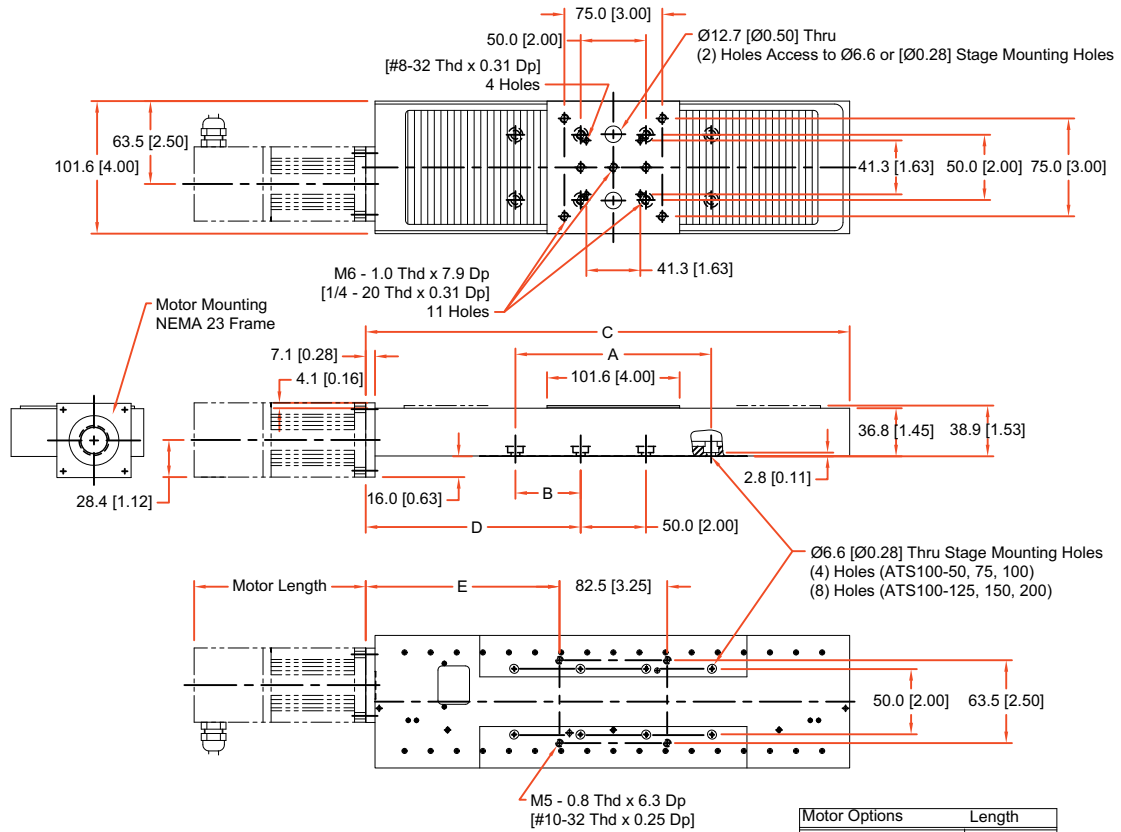 75.0 [3.00]
50.0 [2.00]
Ø12.7 [Ø0.50] Thru
(2) Holes Access to Ø6.6 or [Ø0.28] Stage Mounting Holes
[#8-32 Thd x 0.31 Dp]
4 Holes
63.5 [2.50]
101.6 [4.00]
41.3 [1.63]
50.0 [2.00]
75.0 [3.00]
41.3 [1.63]
M6 - 1.0 Thd x 7.9 Dp
[1/4 - 20 Thd x 0.31 Dp]
11 Holes
Motor Mounting
NEMA 23 Frame
C
7.1 [0.28]
A
4.1 [0.16]
101.6 [4.00]
36.8 [1.45]
38.9 [1.53]
2.8 [0.11]
28.4 [1.12]
16.0 [0.63]
B
D
50.0 [2.00]
Ø6.6 [Ø0.28] Thru Stage Mounting Holes
(4) Holes (ATS100-50, 75, 100)
(8) Holes (ATS100-125, 150, 200)
Motor Length
E
82.5 [3.25]
50.0 [2.00]
63.5 [2.50]
M5 - 0.8 Thd x 6.3 Dp
[#10-32 Thd x 0.25 Dp]
Motor Options Length